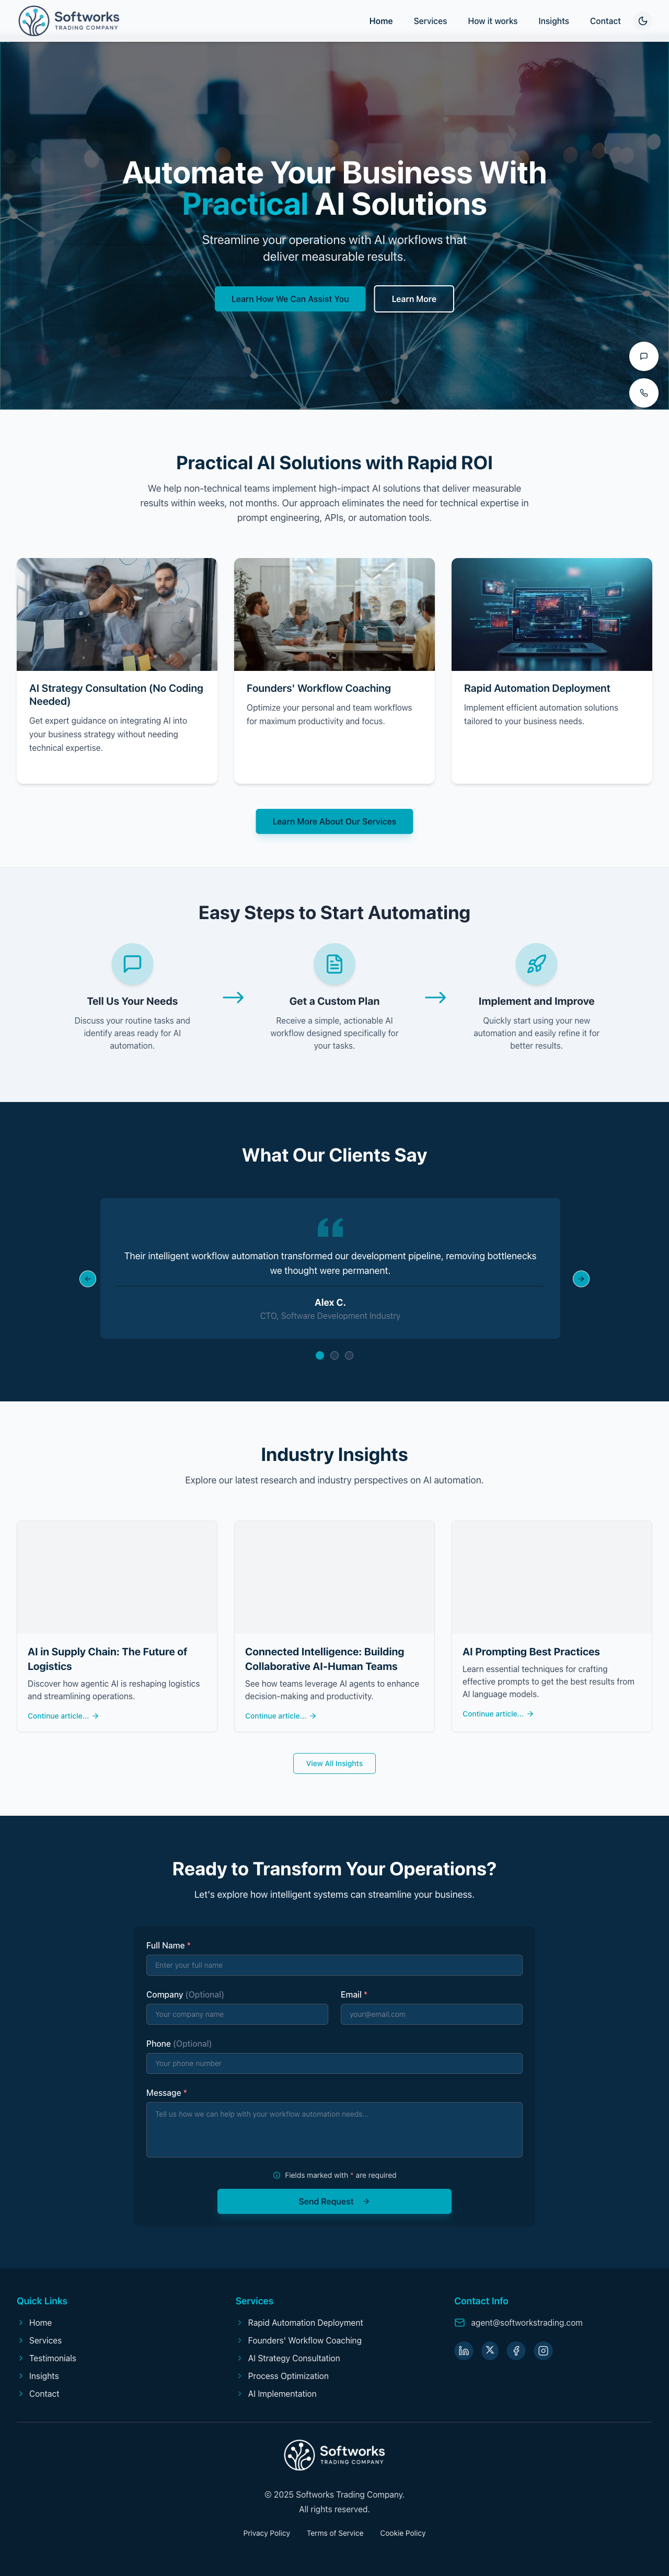 Softworks
TRADING COMPANY
Home
Services
How it works
Insights
Contact
Automate Your Business With
Practical AI Solutions
Streamline your operations with AI workflows that
deliver measurable results.
Learn How We Can Assist You
Learn More
Practical AI Solutions with Rapid ROI
We help non-technical teams implement high-impact AI solutions that deliver measurable
results within weeks, not months. Our approach eliminates the need for technical expertise in
prompt engineering, APIs, or automation tools.
AI Strategy Consultation (No Coding
Needed)
Get expert guidance on integrating AI into
your business strategy without needing
technical expertise.
Founders' Workflow Coaching
Optimize your personal and team workflows
for maximum productivity and focus.
Rapid Automation Deployment
Implement efficient automation solutions
tailored to your business needs.
Learn More About Our Services
Easy Steps to Start Automating
Tell Us Your Needs
Discuss your routine tasks and
identify areas ready for AI
automation.
Get a Custom Plan
Receive a simple, actionable AI
workflow designed specifically for
your tasks.
Implement and Improve
Quickly start using your new
automation and easily refine it for
better results.
What Our Clients Say
Their intelligent workflow automation transformed our development pipeline, removing bottlenecks
we thought were permanent.
Alex C.
CTO, Software Development Industry
Industry Insights
Explore our latest research and industry perspectives on AI automation.
AI in Supply Chain: The Future of
Logistics
Discover how agentic AI is reshaping logistics
and streamlining operations.
Continue article...
Connected Intelligence: Building
Collaborative AI-Human Teams
See how teams leverage AI agents to enhance
decision-making and productivity.
Continue article...
AI Prompting Best Practices
Learn essential techniques for crafting
effective prompts to get the best results from
AI language models.
Continue article...
View All Insights
Ready to Transform Your Operations?
Let's explore how intelligent systems can streamline your business.
Full Name *
Enter your full name
Company (Optional)
Your company name
Email *
your@email.com
Phone (Optional)
Your phone number
Message *
Tell us how we can help with your workflow automation needs...
Fields marked with * are required
Send Request
Quick Links
Home
Services
Testimonials
Insights
Contact
Services
Rapid Automation Deployment
Founders' Workflow Coaching
AI Strategy Consultation
Process Optimization
AI Implementation
Contact Info
agent@softworkstrading.com
Softworks
TRADING COMPANY
© 2025 Softworks Trading Company.
All rights reserved.
Privacy Policy
Terms of Service
Cookie Policy